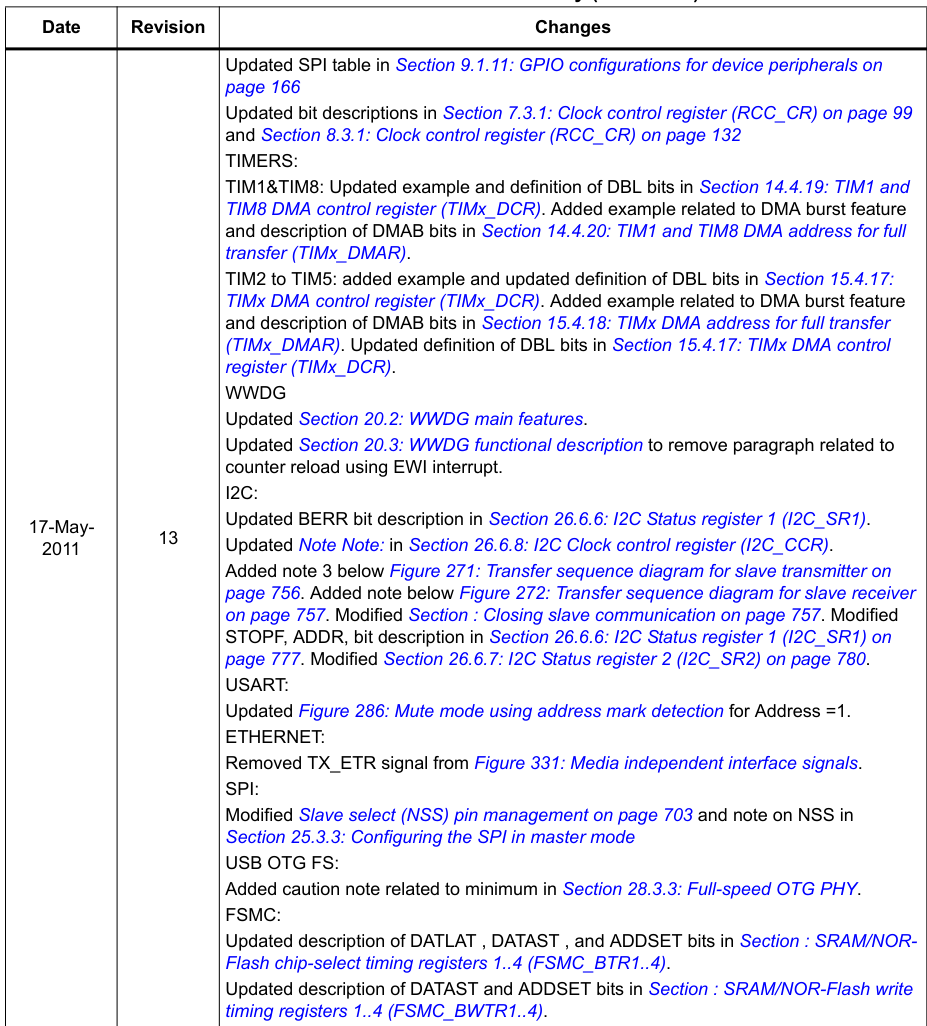 Date Revision Changes
Updated SPI table in Section 9.1.11: GPIO configurations for device peripherals on
page 166
Updated bit descriptions in Section 7.3.1: Clock control register (RCC_CR) on page 99
and Section 8.3.1: Clock control register (RCC_CR) on page 132
TIMERS:
TIM1&TIM8: Updated example and definition of DBL bits in Section 14.4.19: TIM1 and
TIM8 DMA control register (TIMx_DCR). Added example related to DMA burst feature
and description of DMAB bits in Section 14.4.20: TIM1 and TIM8 DMA address for full
transfer (TIMx_DMAR).
TIM2 to TIM5: added example and updated definition of DBL bits in Section 15.4.17:
TIMx DMA control register (TIMx_DCR). Added example related to DMA burst feature
and description of DMAB bits in Section 15.4.18: TIMx DMA address for full transfer
(TIMx_DMAR). Updated definition of DBL bits in Section 15.4.17: TIMx DMA control
register (TIMx_DCR).
WWDG
Updated Section 20.2: WWDG main features.
Updated Section 20.3: WWDG functional description to remove paragraph related to
counter reload using EWI interrupt.
I2C:
Updated BERR bit description in Section 26.6.6: I2C Status register 1 (I2C_SR1).
17-May-
2011
13
Updated Note Note: in Section 26.6.8: I2C Clock control register (I2C_CCR).
Added note 3 below Figure 271: Transfer sequence diagram for slave transmitter on
page 756. Added note below Figure 272: Transfer sequence diagram for slave receiver
on page 757. Modified Section : Closing slave communication on page 757. Modified
STOPF, ADDR, bit description in Section 26.6.6: I2C Status register 1 (I2C_SR1) on
page 777. Modified Section 26.6.7: I2C Status register 2 (I2C_SR2) on page 780.
USART:
Updated Figure 286: Mute mode using address mark detection for Address =1.
ETHERNET:
Removed TX_ETR signal from Figure 331: Media independent interface signals.
SPI:
Modified Slave select (NSS) pin management on page 703 and note on NSS in
Section 25.3.3: Configuring the SPI in master mode
USB OTG FS:
Added caution note related to minimum in Section 28.3.3: Full-speed OTG PHY.
FSMC:
Updated description of DATLAT , DATAST , and ADDSET bits in Section : SRAM/NOR-
Flash chip-select timing registers 1..4 (FSMC_BTR1..4).
Updated description of DATAST and ADDSET bits in Section : SRAM/NOR-Flash write
timing registers 1..4 (FSMC_BWTR1..4).